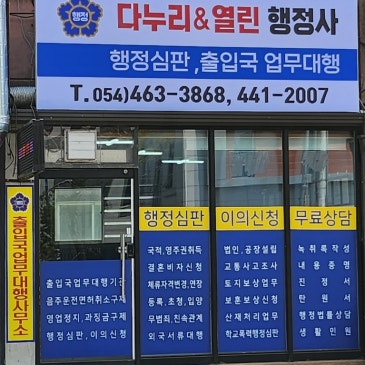 행정
다누리&열린 행정사
행정심판 ,출입국 업무대행
T. 054)463-3868, 441-2007
출입국업무대행사무소
출입국업무대행기관
음주운전면허취소구제
영업정지, 과징금구제
행정심판, 이의신청
행정심판
국적, 영주권취득
결혼비자신청
체류자격변경,연장
등록,초청,입양
무범죄,친속관계
외국서류대행
이의신청
법인, 공장설립
교통사고조사
토지보상업무
보훈보상신청
산재처리업무
학교폭력행정심판
무료상담
녹취록작성
내용증명
진정서
탄원서
행정법률상담
생활민원